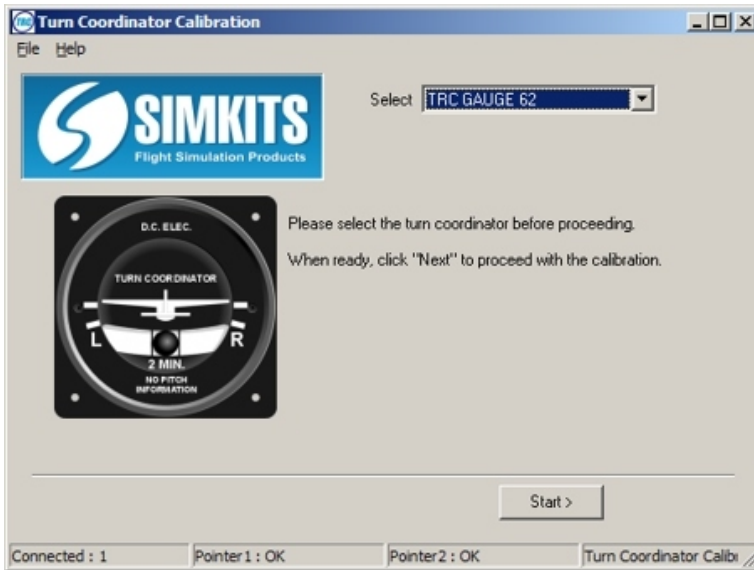 TRC Turn Coordinator Calibration
File Help
SIMKITS
Flight Simulation Products
Select TRC GAUGE 62
D.C. ELEC.
TURN COORDINATOR
L R
2 MIN.
NO PITCH
INFORMATION
Please select the turn coordinator before proceeding.
When ready, click "Next" to proceed with the calibration.
Start >
Connected : 1 Pointer1 : OK Pointer2 : OK Turn Coordinator Calib